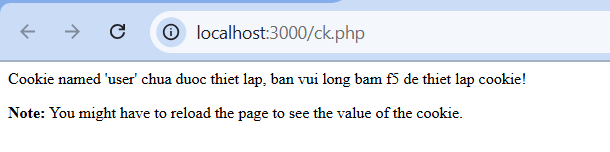 localhost:3000/ck.php
Cookie named 'user' chua duoc thiet lap, ban vui long bam f5 de thiet lap cookie!
Note: You might have to reload the page to see the value of the cookie.